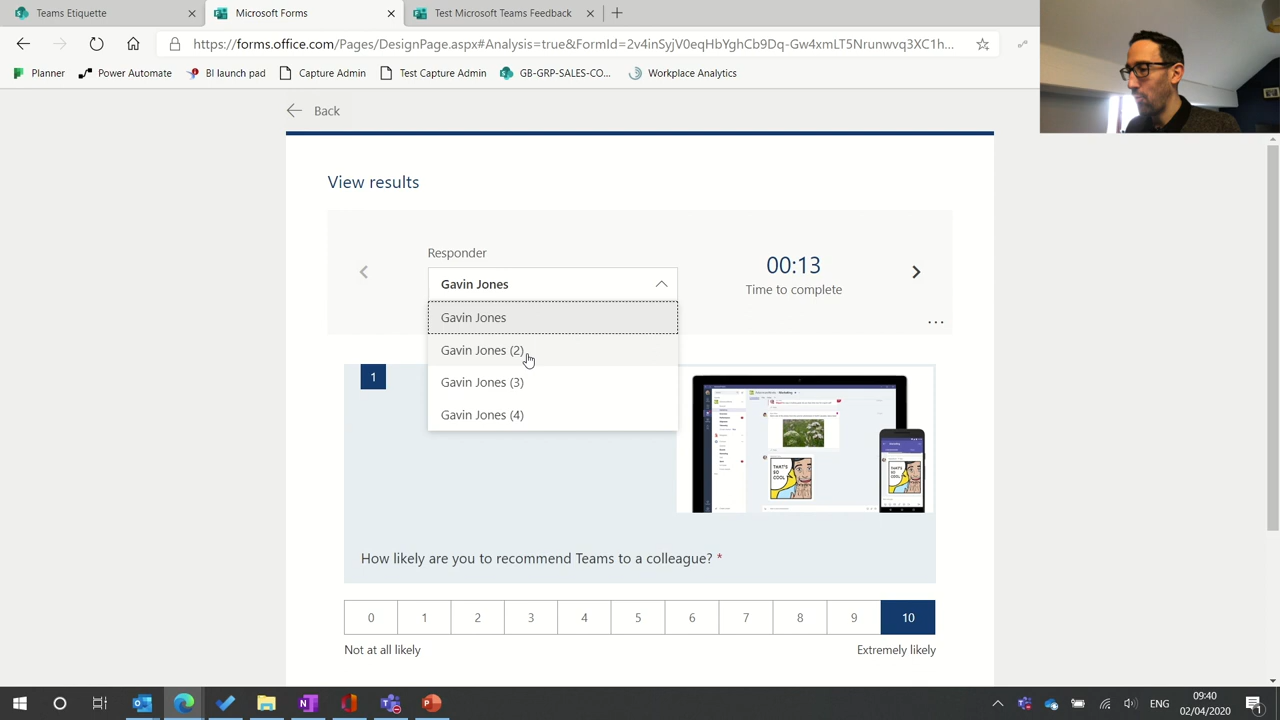 Teams Etiquette
Microsoft Forms
Test Microsoft Teams Feedback
https://forms.office.com/Pages/DesignPage.aspx#Analysis=true&FormId=2v4inSyjV0eqHbYghCb9Dq-Gw4xmLT5Nrunwvq3XC1h...
Planner
Power Automate
BI launch pad
Capture Admin
Test Capture Admin
GB-GRP-SALES-CO...
Workplace Analytics
Back
View results
Responder
Gavin Jones
00:13
Time to complete
Gavin Jones
Gavin Jones (2)
Gavin Jones (3)
Gavin Jones (4)
1
THAT'S SO COOL
How likely are you to recommend Teams to a colleague? *
0 1 2 3 4 5 6 7 8 9 10
Not at all likely
Extremely likely
ENG
09:40
02/04/2020
1